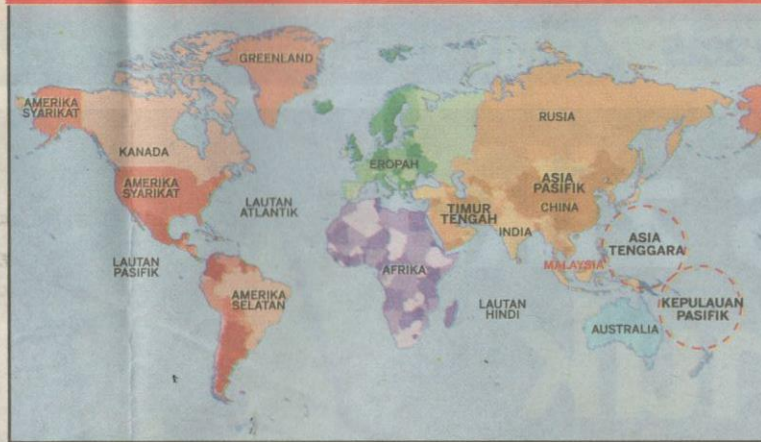 GREENLAND
AMERIKA
SYARIKAT
KANADA
AMERIKA
SYARIKAT
LAUTAN
ATLANTIK
LAUTAN
PASIFIK
AMERIKA
SELATAN
EROPAH
AFRIKA
TIMUR
TENGAH
RUSIA
ASIA
PASIFIK
CHINA
INDIA
MALAYSIA
ASIA
TENGGARA
LAUTAN
HINDI
KEPULAUAN
PASIFIK
AUSTRALIA